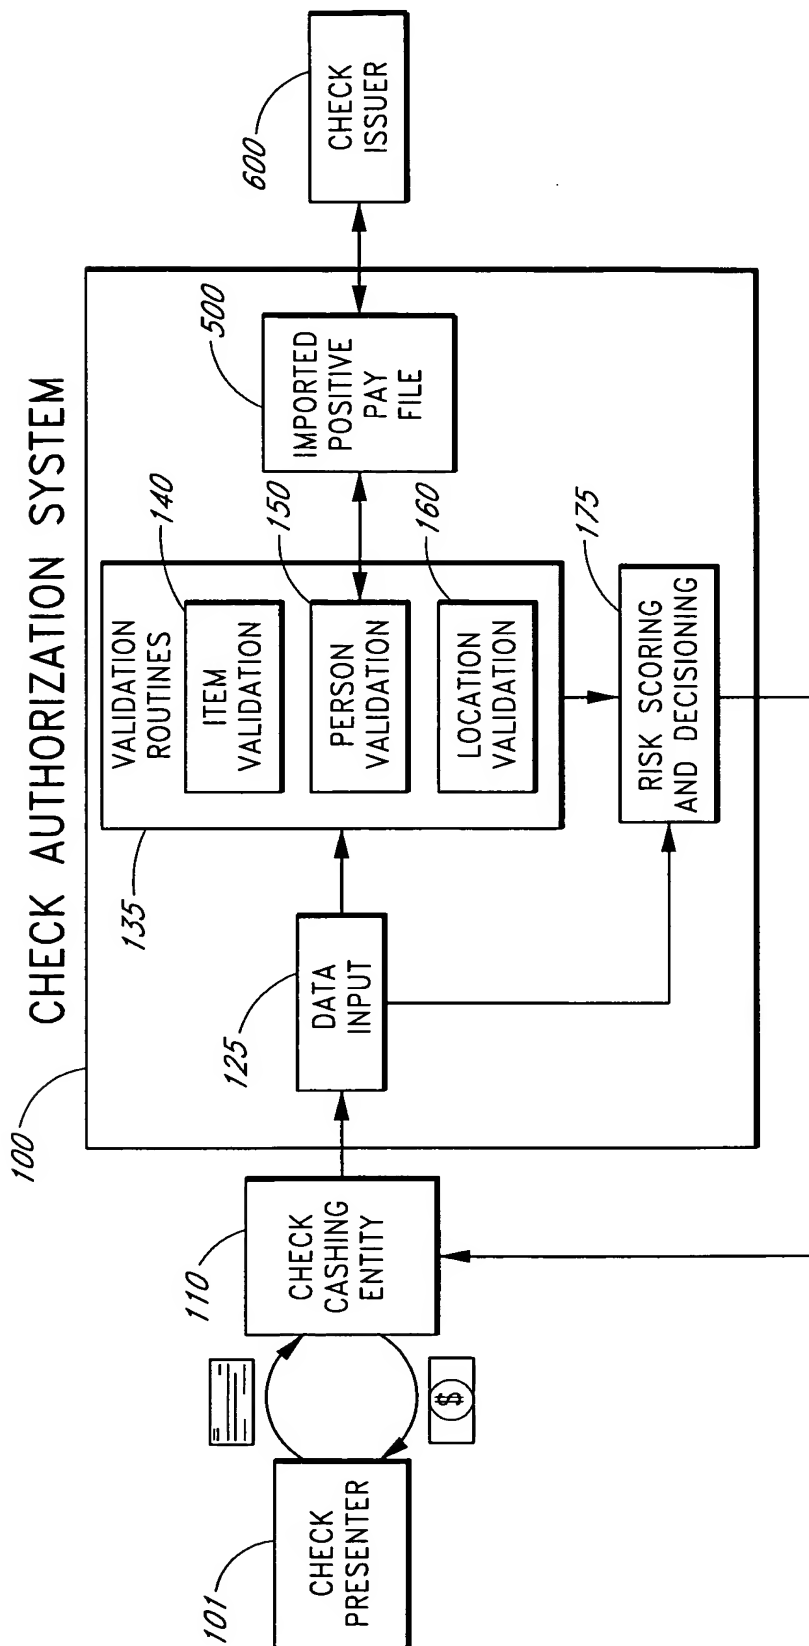 CHECK AUTHORIZATION SYSTEM
100
101
CHECK
PRESENTER
$
110
CHECK
CASHING
ENTITY
125
DATA
INPUT
135
VALIDATION
ROUTINES
140
ITEM
VALIDATION
150
PERSON
VALIDATION
160
LOCATION
VALIDATION
175
RISK SCORING
AND DECISIONING
500
IMPORTED
POSITIVE
PAY
FILE
600
CHECK
ISSUER